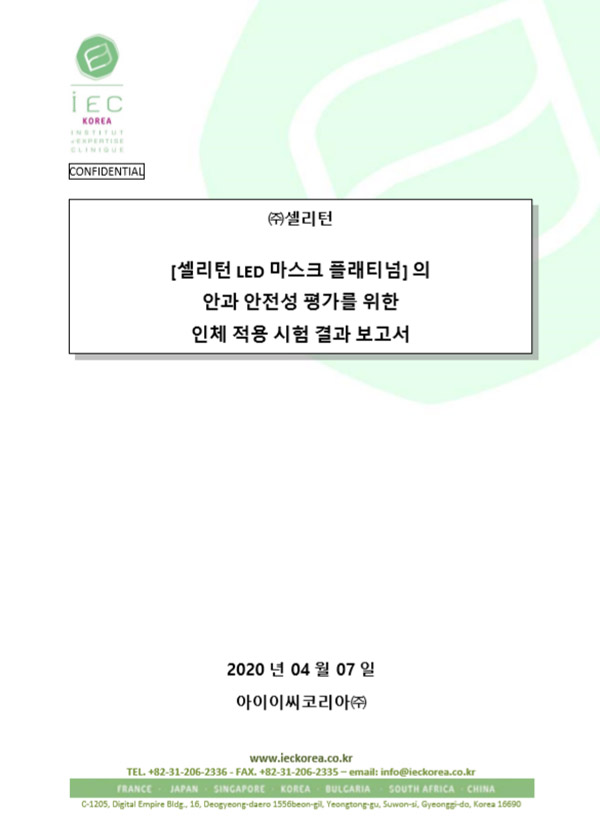 iEC
KOREA
INSTITUT
d'EXPERTISE
CLINIQUE
CONFIDENTIAL
㈜셀리턴
[셀리턴 LED 마스크 플래티넘] 의
안과 안전성 평가를 위한
인체 적용 시험 결과 보고서
2020 년 04 월 07 일
아이이씨코리아㈜
www.ieckorea.co.kr
TEL. +82-31-206-2336 - FAX. +82-31-206-2335 – email: info@ieckorea.co.kr
FRANCE · JAPAN · SINGAPORE · KOREA · BULGARIA · SOUTH AFRICA · CHINA
C-1205, Digital Empire Bldg., 16, Deogyeong-daero 1556beon-gil, Yeongtong-gu, Suwon-si, Gyeonggi-do, Korea 16690